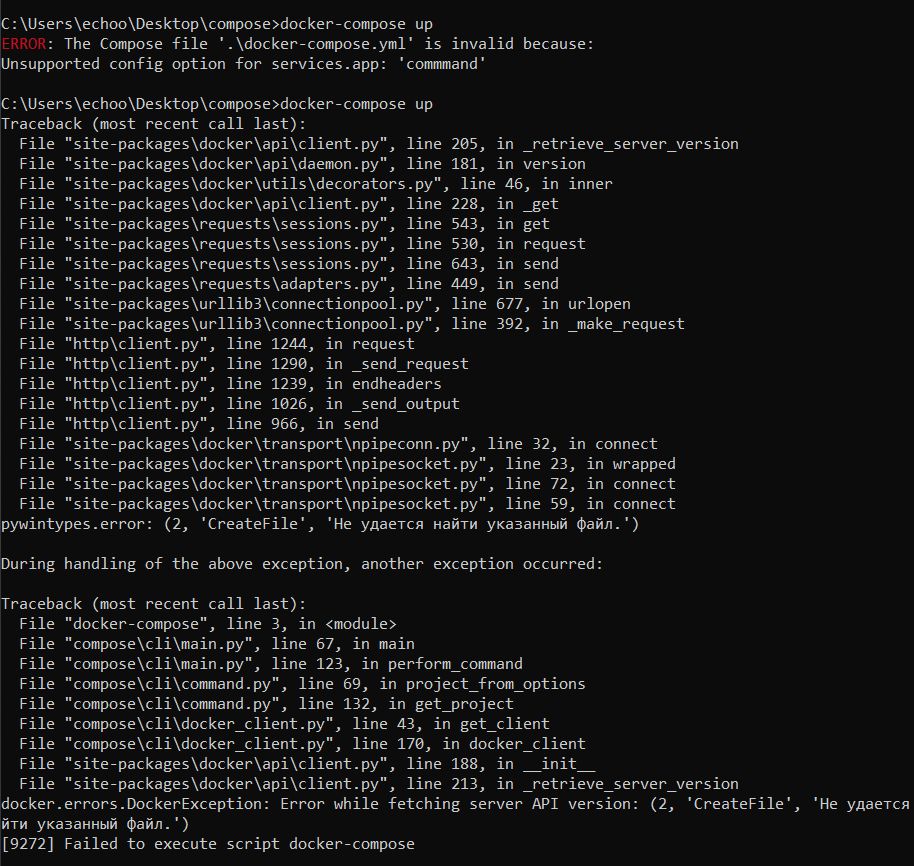 C:\Users\echoo\Desktop\compose>docker-compose up
ERROR: The Compose file '.\docker-compose.yml' is invalid because:
Unsupported config option for services.app: 'commmand'
C:\Users\echoo\Desktop\compose>docker-compose up
Traceback (most recent call last):
  File "site-packages\docker\api\client.py", line 205, in _retrieve_server_version
  File "site-packages\docker\api\daemon.py", line 181, in version
  File "site-packages\docker\utils\decorators.py", line 46, in inner
  File "site-packages\docker\api\client.py", line 228, in _get
  File "site-packages\requests\sessions.py", line 543, in get
  File "site-packages\requests\sessions.py", line 530, in request
  File "site-packages\requests\sessions.py", line 643, in send
  File "site-packages\requests\adapters.py", line 449, in send
  File "site-packages\urllib3\connectionpool.py", line 677, in urlopen
  File "site-packages\urllib3\connectionpool.py", line 392, in _make_request
  File "http\client.py", line 1244, in request
  File "http\client.py", line 1290, in _send_request
  File "http\client.py", line 1239, in endheaders
  File "http\client.py", line 1026, in _send_output
  File "http\client.py", line 966, in send
  File "site-packages\docker\transport\npipeconn.py", line 32, in connect
  File "site-packages\docker\transport\npipesocket.py", line 23, in wrapped
  File "site-packages\docker\transport\npipesocket.py", line 72, in connect
  File "site-packages\docker\transport\npipesocket.py", line 59, in connect
pywintypes.error: (2, 'CreateFile', 'Не удается найти указанный файл.')
During handling of the above exception, another exception occurred:
Traceback (most recent call last):
  File "docker-compose", line 3, in <module>
  File "compose\cli\main.py", line 67, in main
  File "compose\cli\main.py", line 123, in perform_command
  File "compose\cli\command.py", line 69, in project_from_options
  File "compose\cli\command.py", line 132, in get_project
  File "compose\cli\docker_client.py", line 43, in get_client
  File "compose\cli\docker_client.py", line 170, in docker_client
  File "site-packages\docker\api\client.py", line 188, in __init__
  File "site-packages\docker\api\client.py", line 213, in _retrieve_server_version
docker.errors.DockerException: Error while fetching server API version: (2, 'CreateFile', 'Не удается
йти указанный файл.')
[9272] Failed to execute script docker-compose